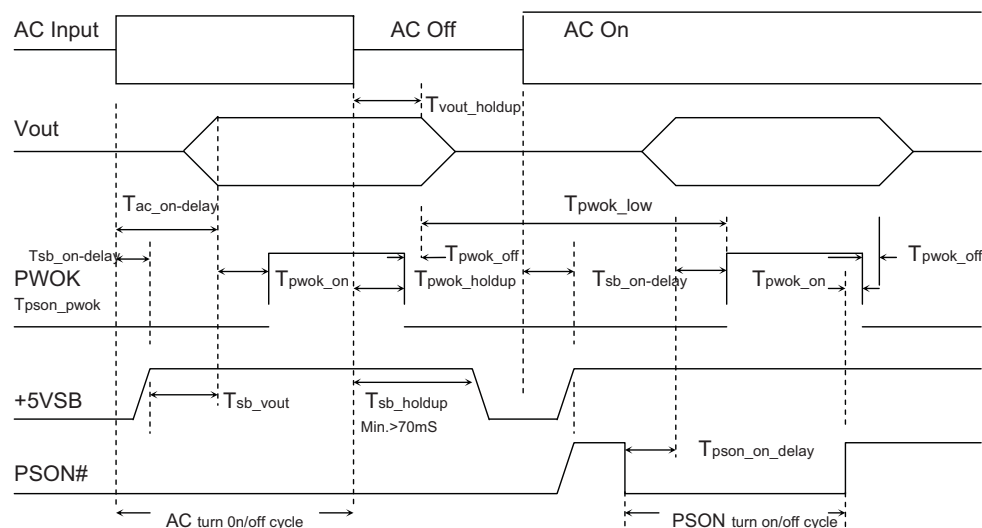 AC Input
AC Off
AC On
Tvout_holdup
Vout
Tac_on-delay
Tpwok_low
Tsb_on-delay
Tpwok_off
Tpwok_off
PWOK
Tpwok_on
Tpwok_holdup
Tsb_on-delay
Tpwok_on
Tpson_pwok
+5VSB
Tsb_vout
Tsb_holdup
Min.>70mS
PSON#
Tpson_on_delay
AC turn 0n/off cycle
PSON turn on/off cycle